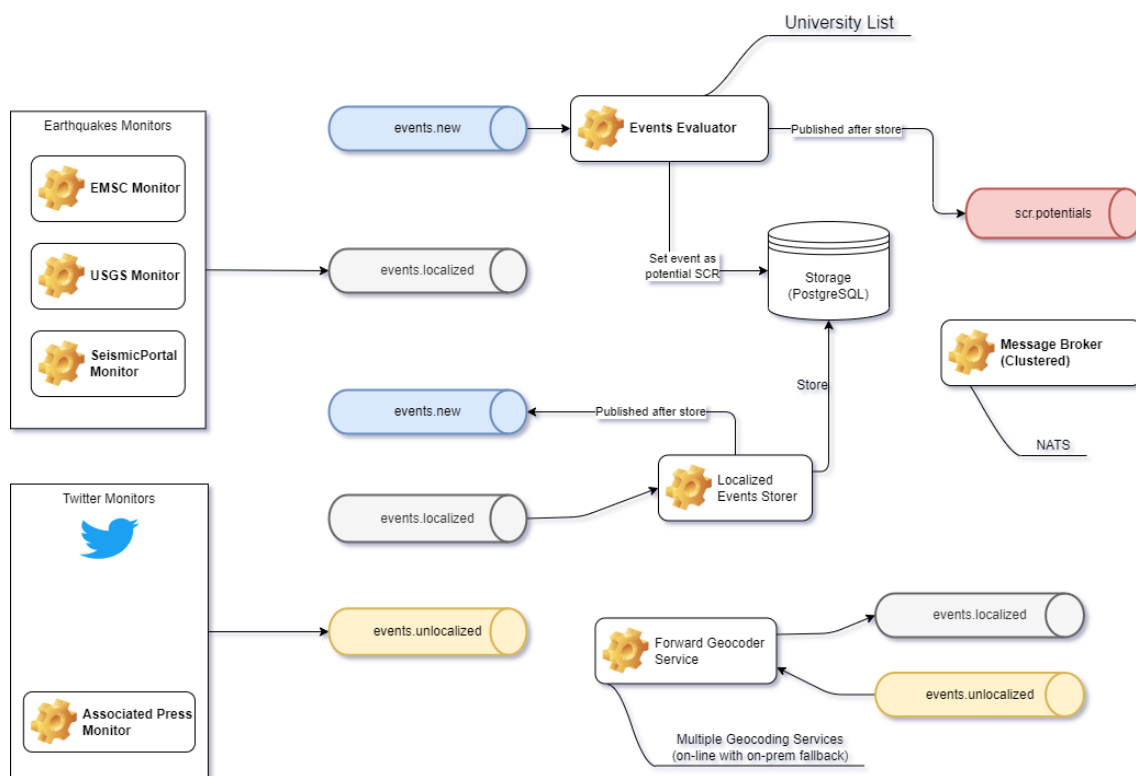 University List
Earthquakes Monitors
EMSC Monitor
USGS Monitor
SeismicPortal
Monitor
events.new
Events Evaluator
Published after store
scr.potentials
events.localized
Set event as
potential SCR
Storage
(PostgreSQL)
Message Broker
(Clustered)
NATS
Store
events.new
Published after store
Localized
Events Storer
events.localized
Twitter Monitors
Associated Press
Monitor
events.unlocalized
Forward Geocoder
Service
events.localized
events.unlocalized
Multiple Geocoding Services
(on-line with on-prem fallback)